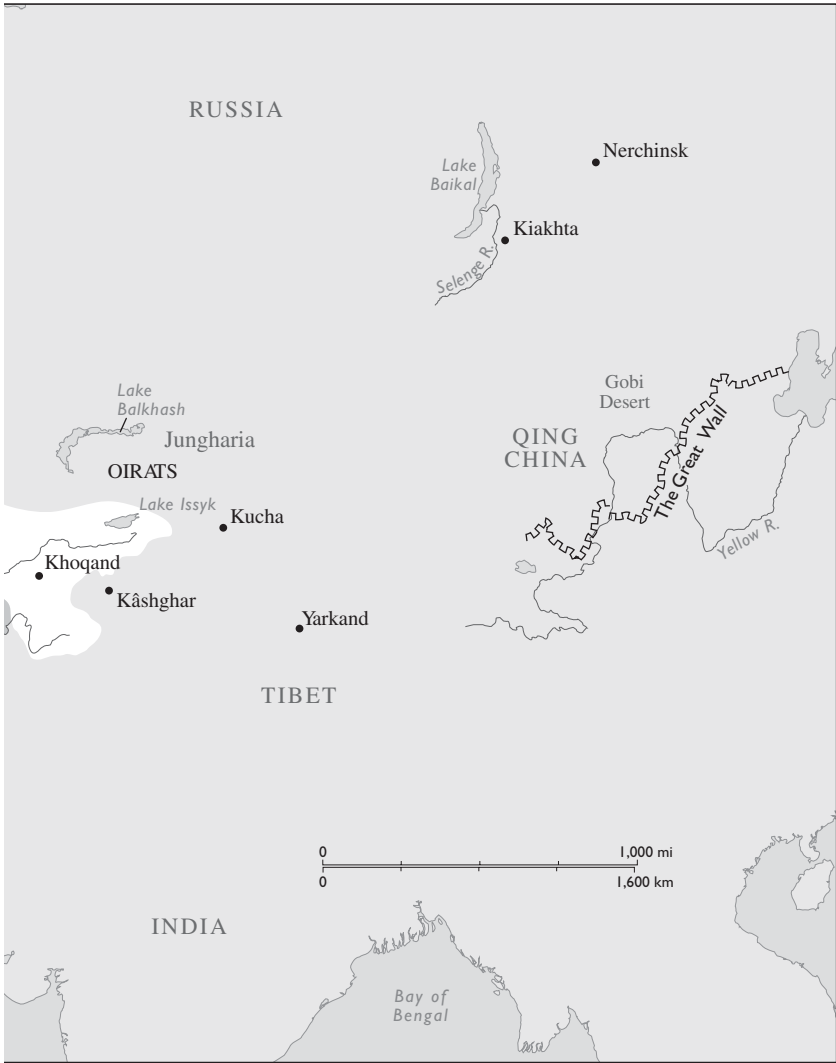 RUSSIA
Nerchinsk
Lake
Baikal
Kiakhta
Selenge R.
Lake
Balkhash
Jungharia
OIRATS
Gobi
Desert
QING
CHINA
The Great Wall
Lake Issyk
Kucha
Yellow R.
Khoqand
Kâshghar
Yarkand
TIBET
0 1,000 mi
0 1,600 km
INDIA
Bay of
Bengal